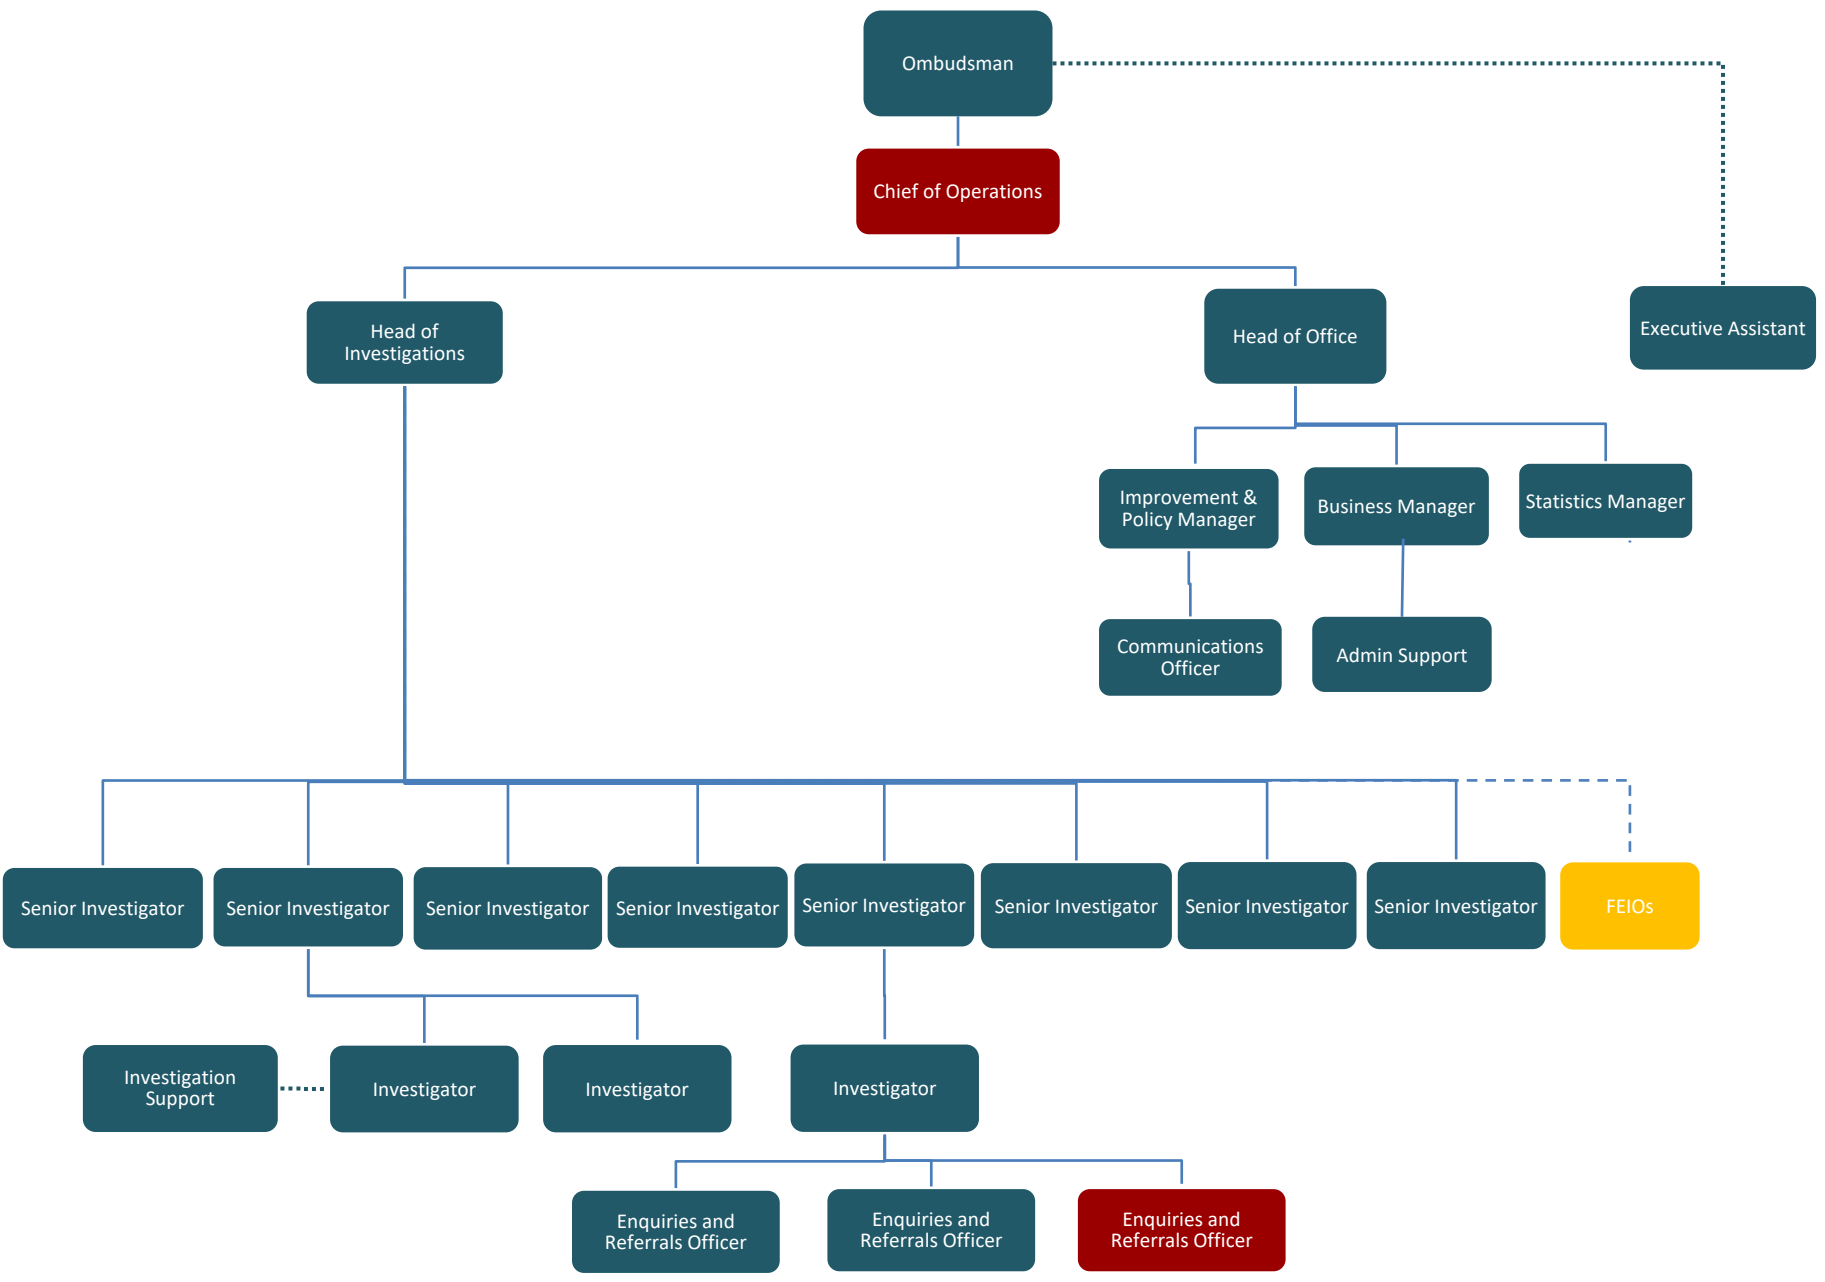 Ombudsman
Chief of Operations
Head of
Investigations
Head of Office
Executive Assistant
Improvement &
Policy Manager
Business Manager
Statistics Manager
Communications
Officer
Admin Support
Senior Investigator
Senior Investigator
Senior Investigator
Senior Investigator
Senior Investigator
Senior Investigator
Senior Investigator
Senior Investigator
FEIOs
Investigation
Support
Investigator
Investigator
Investigator
Enquiries and
Referrals Officer
Enquiries and
Referrals Officer
Enquiries and
Referrals Officer